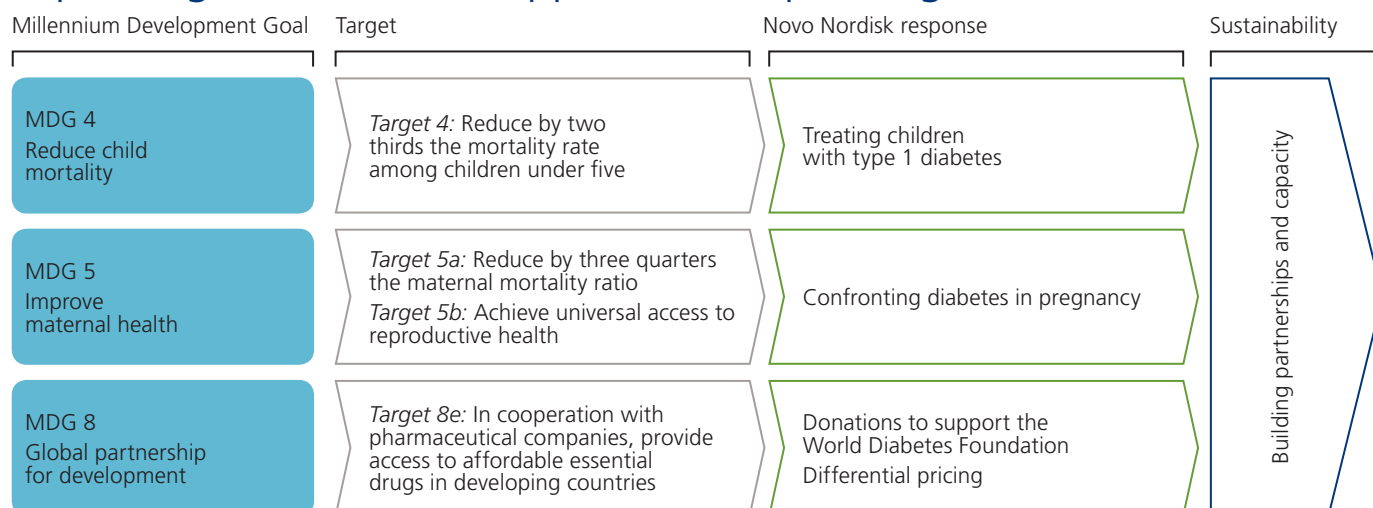 Millennium Development Goal
Target
Novo Nordisk response
Sustainability
MDG 4
Reduce child
mortality
Target 4: Reduce by two
thirds the mortality rate
among children under five
Treating children
with type 1 diabetes
MDG 5
Improve
maternal health
Target 5a: Reduce by three quarters
the maternal mortality ratio
Target 5b: Achieve universal access to
reproductive health
Confronting diabetes in pregnancy
MDG 8
Global partnership
for development
Target 8e: In cooperation with
pharmaceutical companies, provide
access to affordable essential
drugs in developing countries
Donations to support the
World Diabetes Foundation
Differential pricing
Building partnerships and capacity